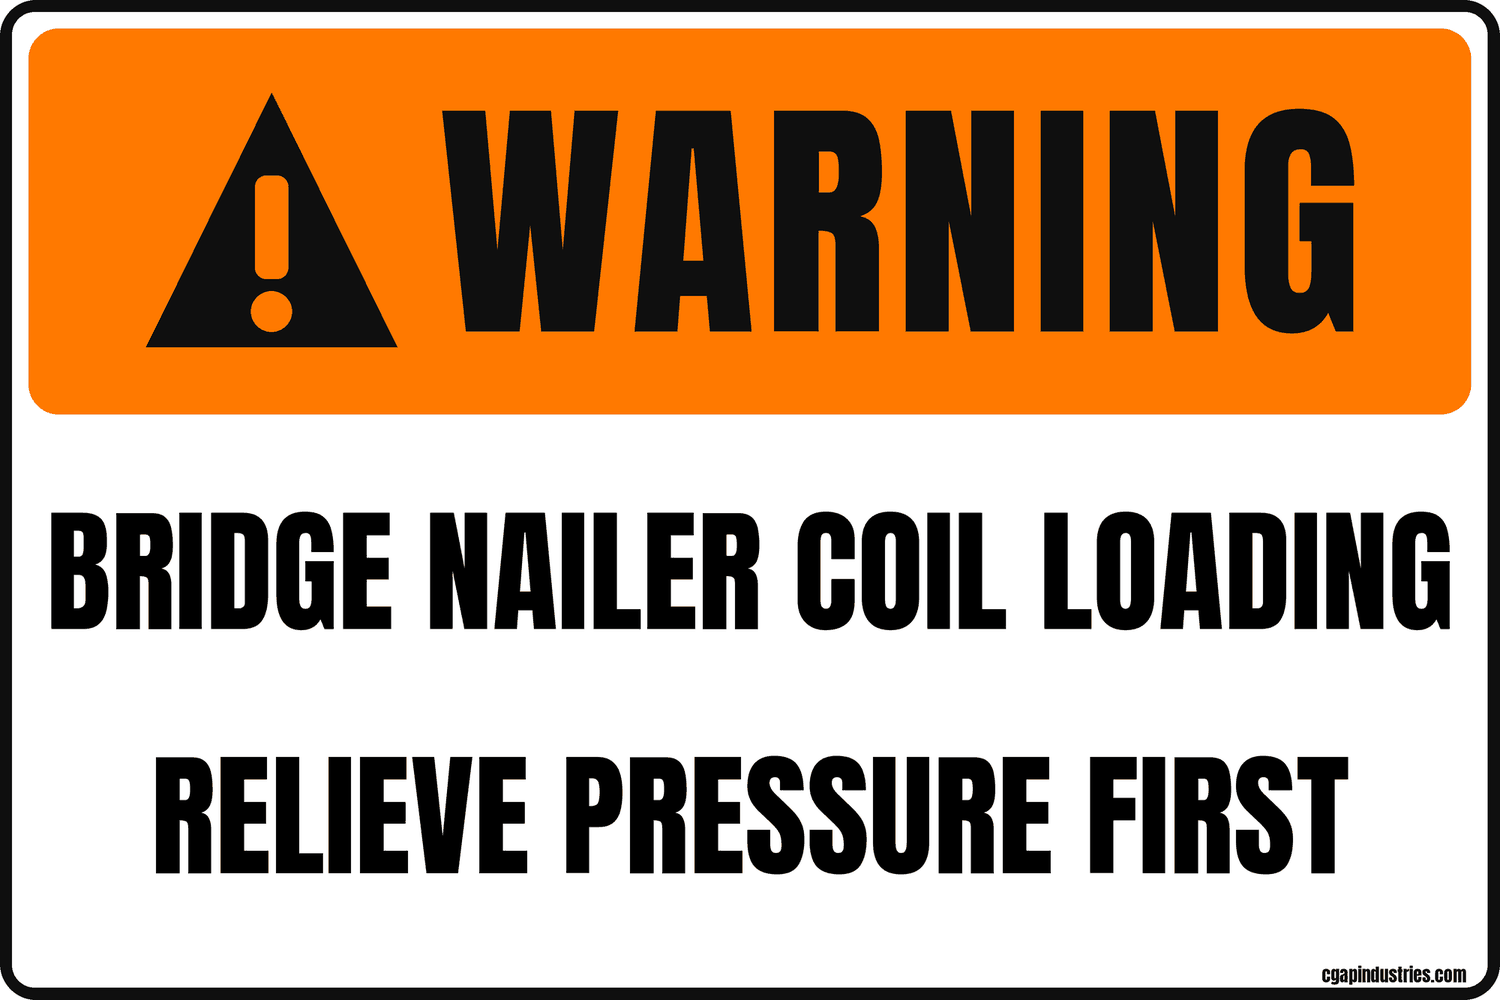 WARNING
BRIDGE NAILER COIL LOADING
RELIEVE PRESSURE FIRST
cgapindustries.com